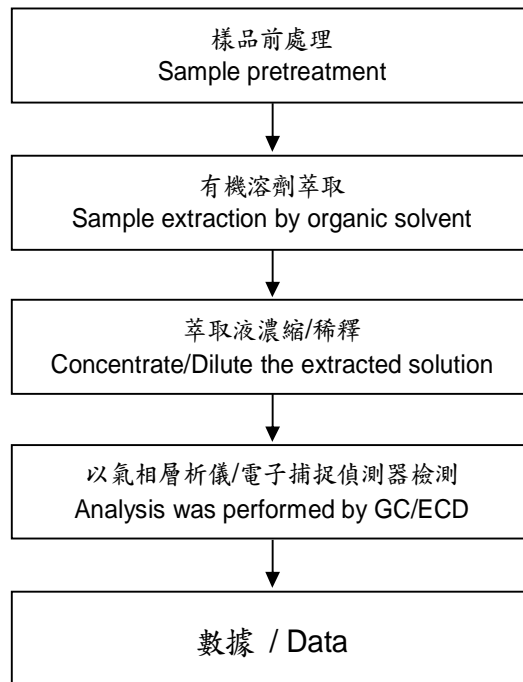 樣品前處理
Sample pretreatment
有機溶劑萃取
Sample extraction by organic solvent
萃取液濃縮/稀釋
Concentrate/Dilute the extracted solution
以氣相層析儀/電子捕捉偵測器檢測
Analysis was performed by GC/ECD
數據 / Data